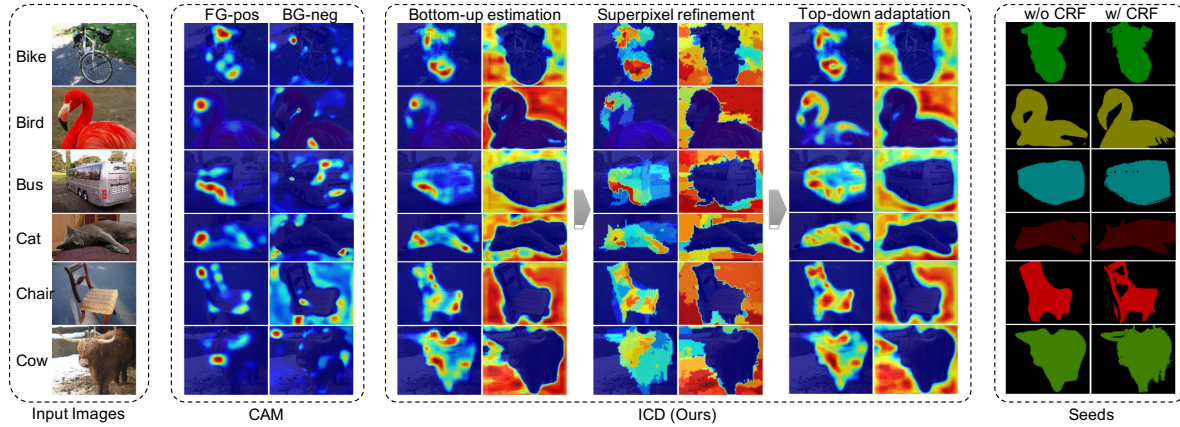 FG-pos BG-neg Bottom-up estimation Superpixel refinement Top-down adaptation w/o CRF w/ CRF
Bike
Bird
Bus
Cat
Chair
Cow
Input Images CAM ICD (Ours) Seeds